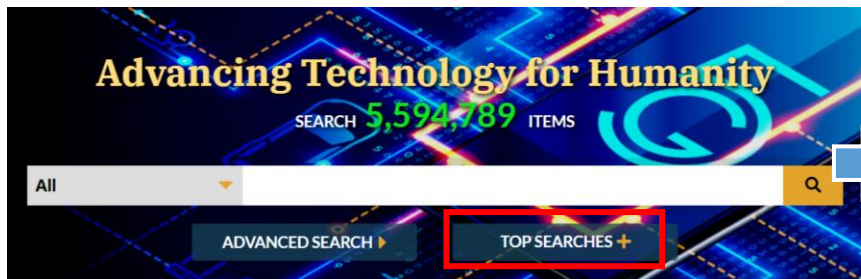 Advancing Technology for Humanity
SEARCH 5,594,789 ITEMS
All
ADVANCED SEARCH TOP SEARCHES +